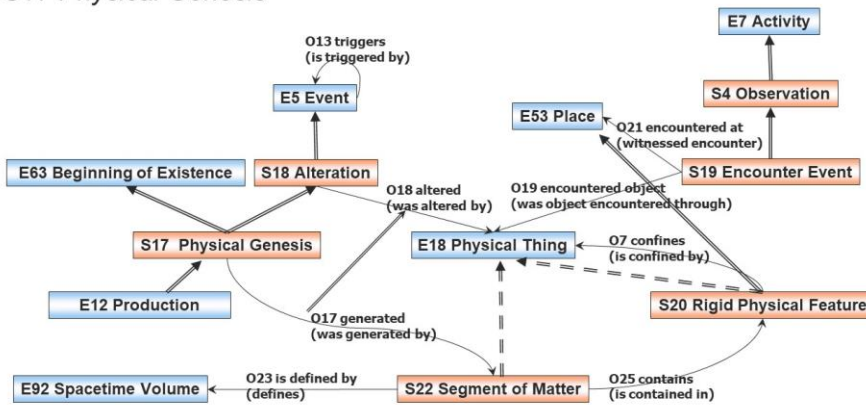 E7 Activity
O13 triggers
(is triggered by)
E5 Event
S4 Observation
E53 Place
O21 encountered at
(witnessed encounter)
E63 Beginning of Existence
S18 Alteration
S19 Encounter Event
O18 altered
(was altered by)
O19 encountered object
(was object encountered through)
S17 Physical Genesis
E18 Physical Thing
O7 confines
(is confined by)
E12 Production
S20 Rigid Physical Feature
O17 generated
(was generated by)
E92 Spacetime Volume
O23 is defined by
(defines)
S22 Segment of Matter
O25 contains
(is contained in)